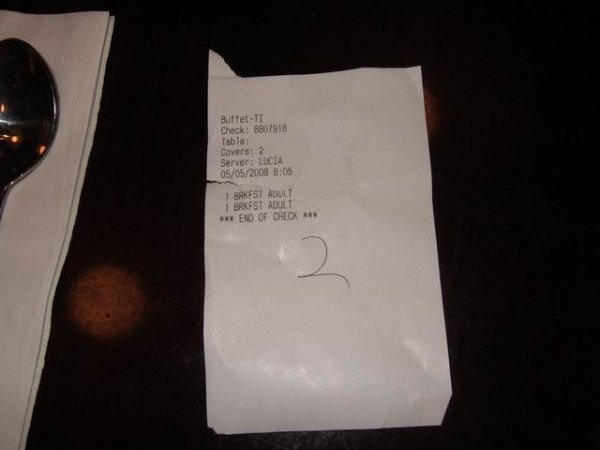 Buffet-TI
Check: 8807918
Table:
Covers: 2
Server: LUCIA
05/05/2008 8:05
1 BRKFST ADULT
1 BRKFST ADULT
*** END OF CHECK ***
2